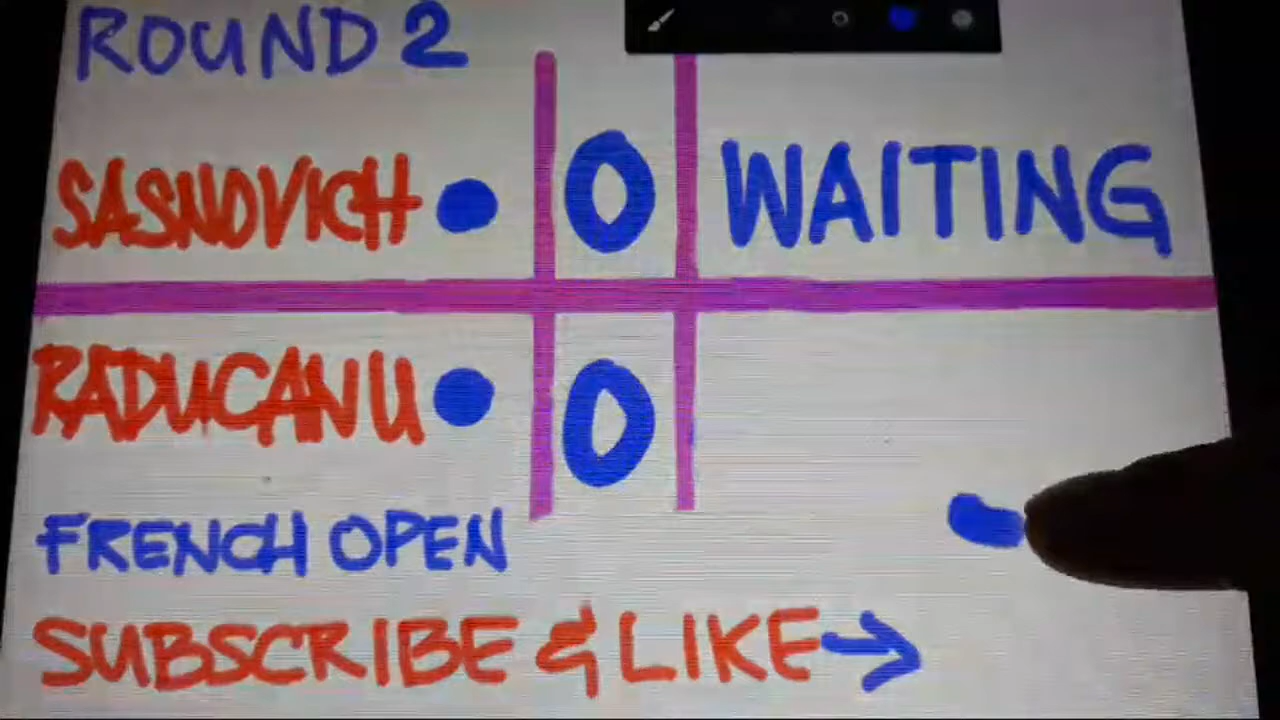 ROUND 2
SASNOVICH 0 WAITING
RADUCANU 0
FRENCH OPEN
SUBSCRIBE & LIKE